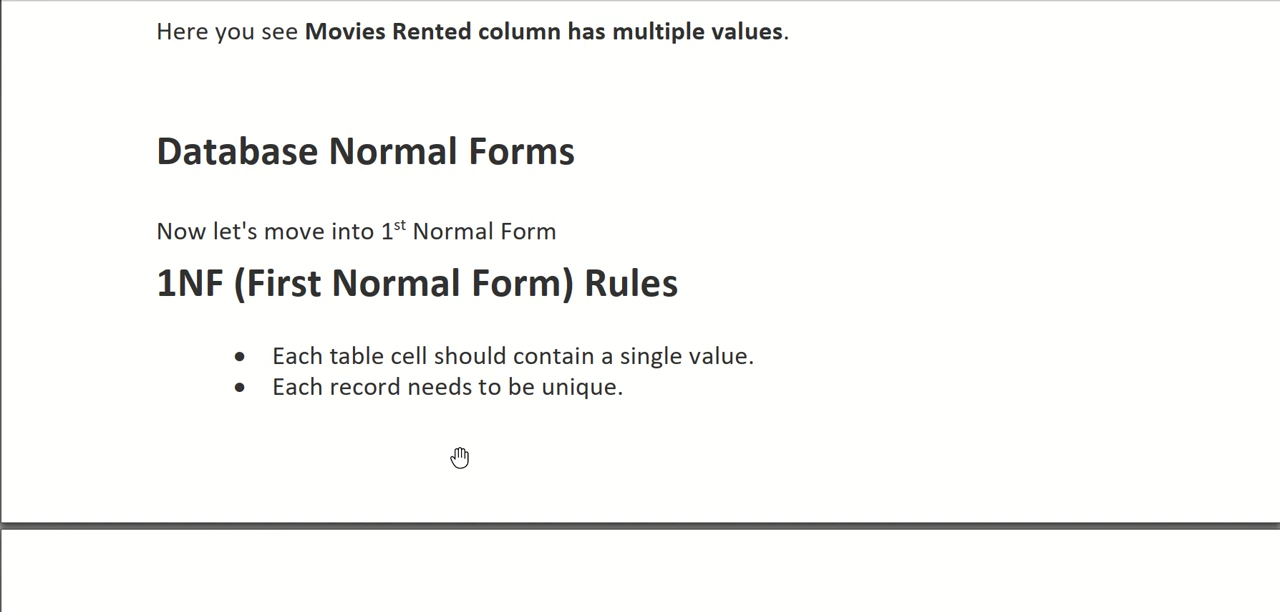 Here you see Movies Rented column has multiple values.
Database Normal Forms
Now let's move into 1st Normal Form
1NF (First Normal Form) Rules
• Each table cell should contain a single value.
• Each record needs to be unique.